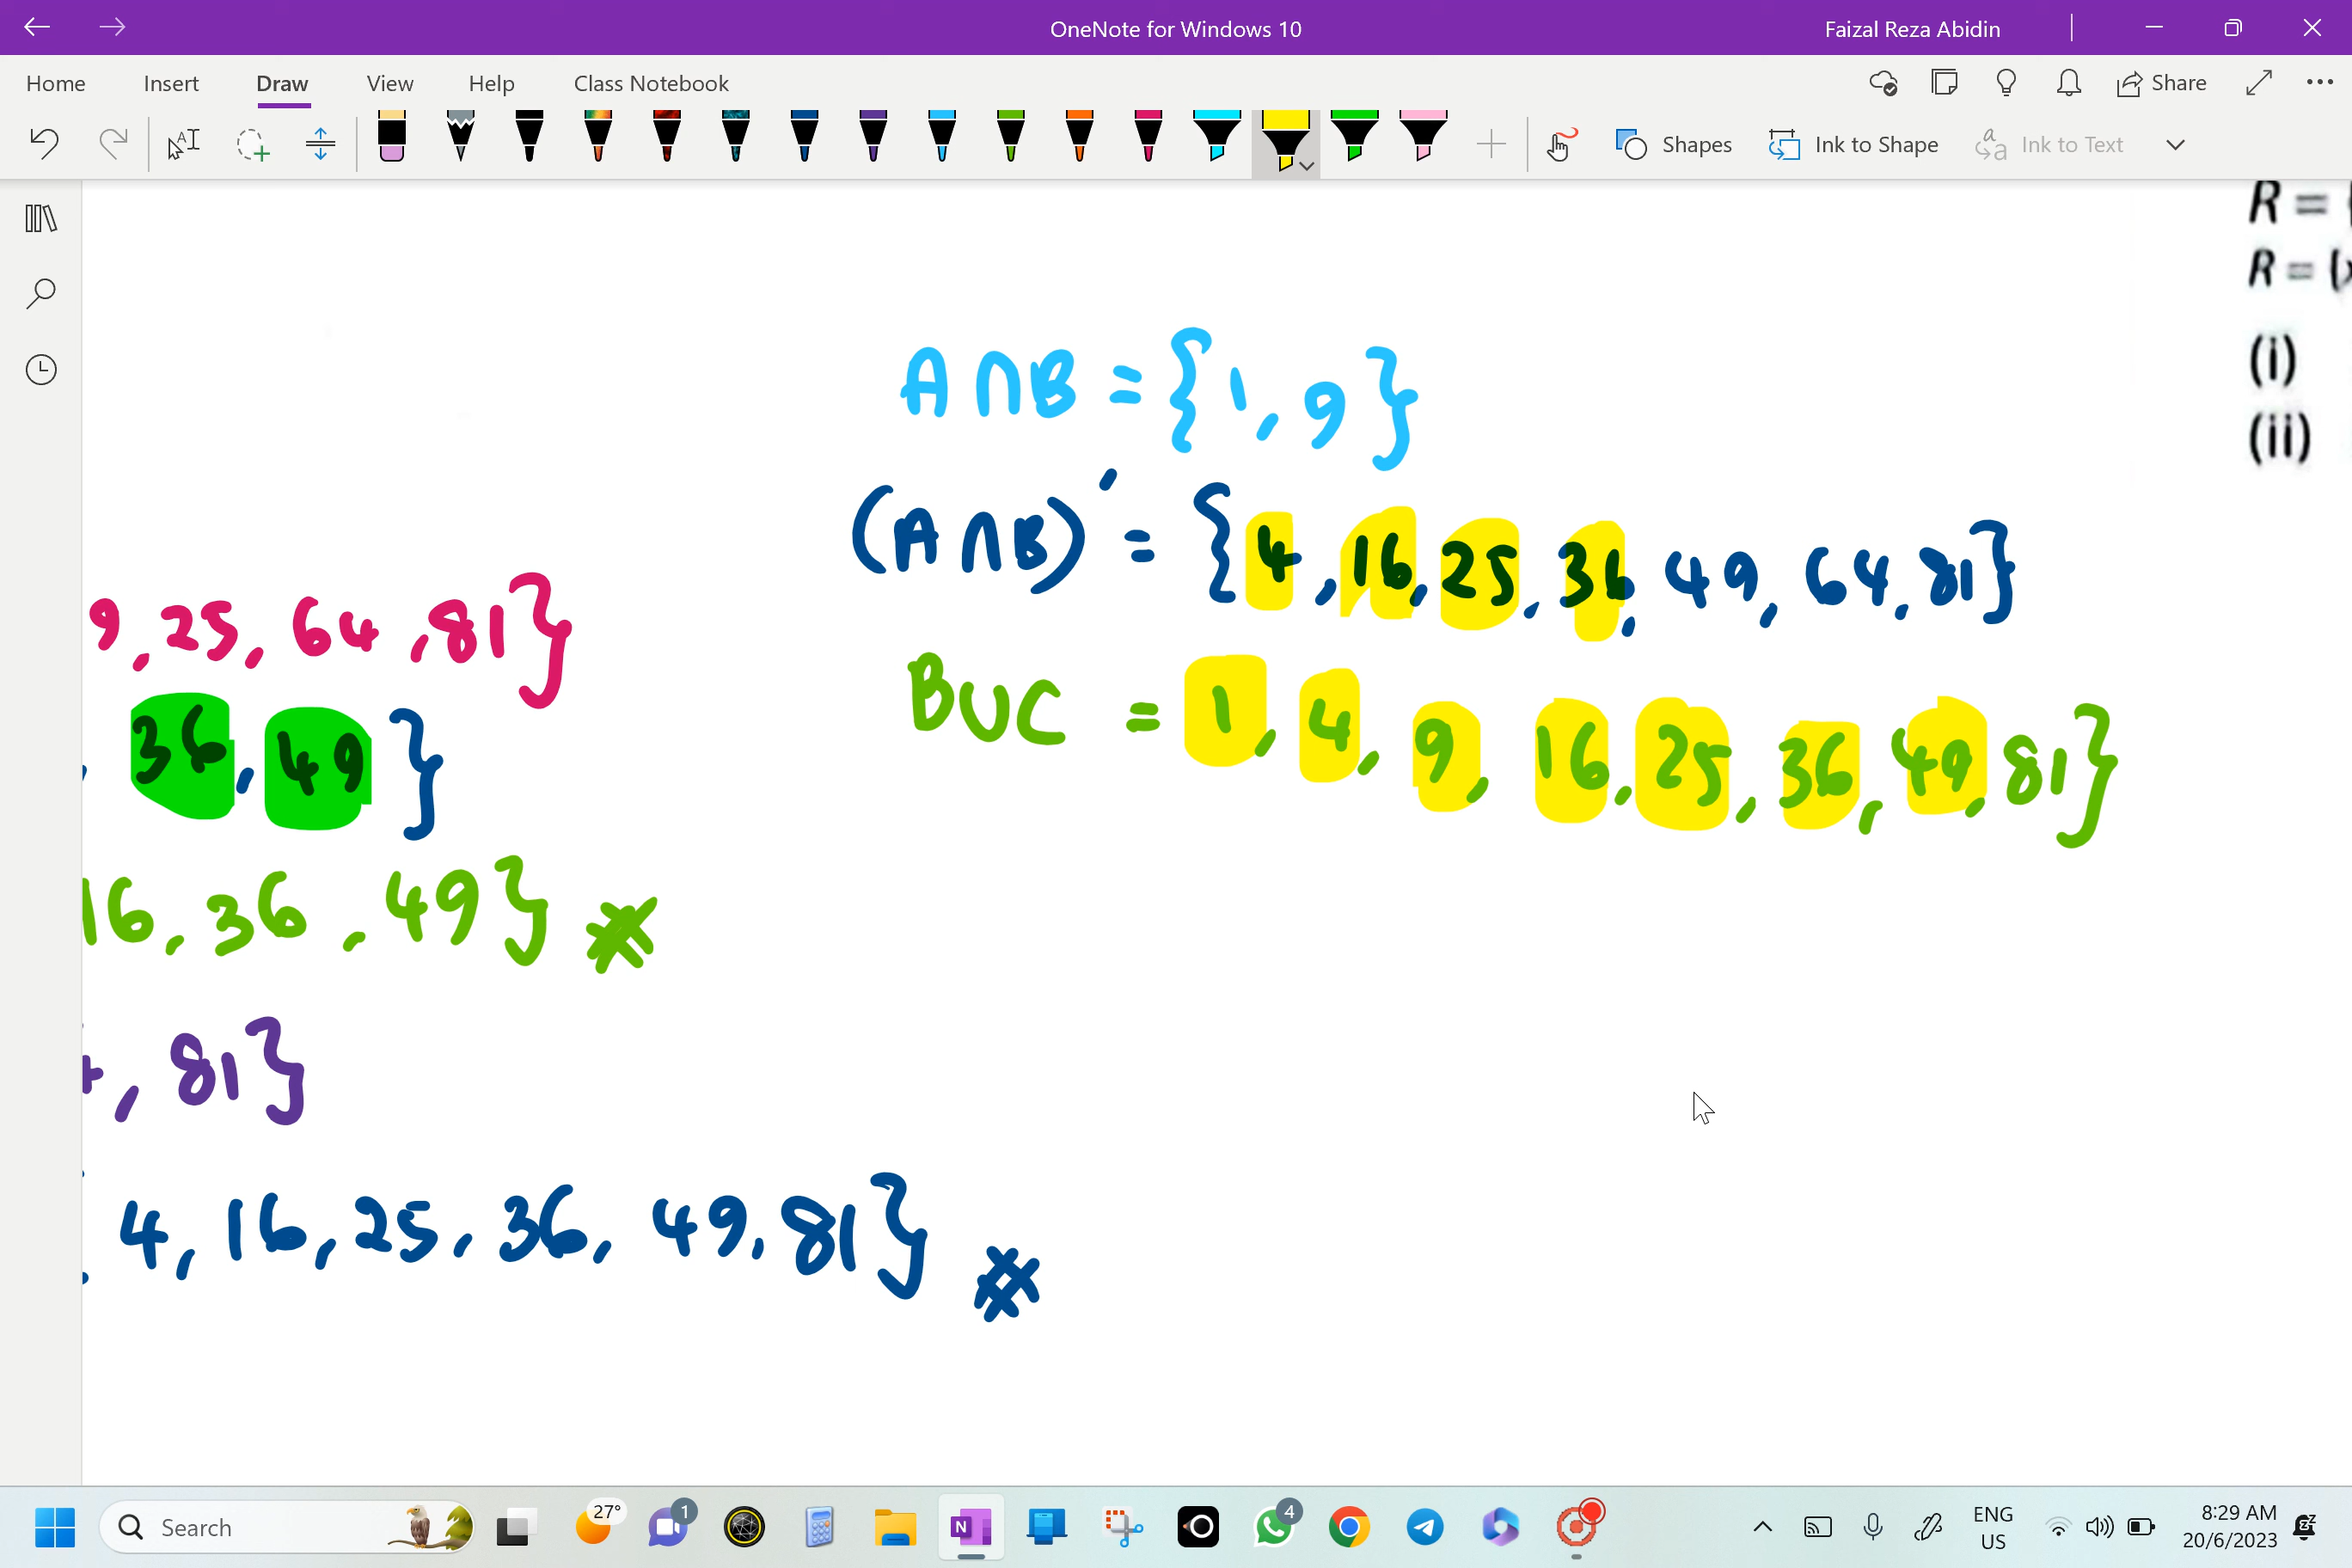 OneNote for Windows 10
Faizal Reza Abidin
Home Insert Draw View Help Class Notebook
Share
Shapes Ink to Shape Ink to Text
R =
R = {
(i)
(ii)
A∩B = {1, 9}
(A∩B)' = {4, 16, 25, 36, 49, 64, 81}
9, 25, 64, 81}
B∪C = 1, 4, 9, 16, 25, 36, 49, 81}
, 36, 49 }
16, 36, 49} #
, 81}
4, 16, 25, 36, 49, 81} #
Search
27°
1
4
ENG
US
8:29 AM
20/6/2023